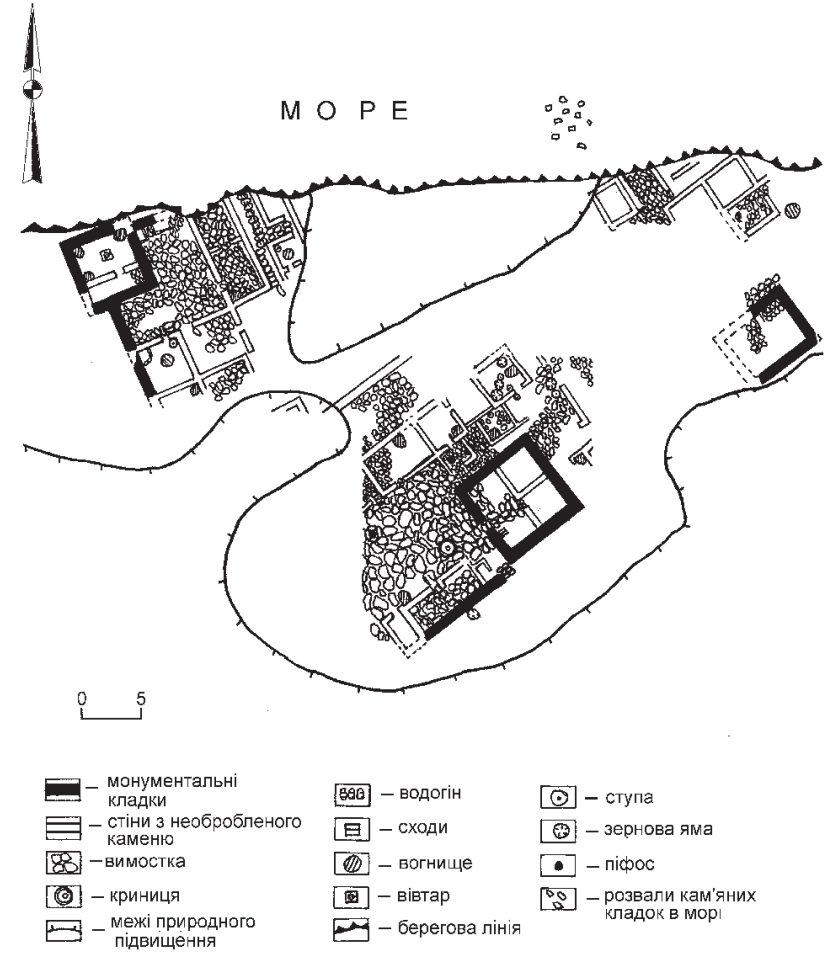 МОРЕ
0 5
– монументальні
кладки
– стіни з необробленого
каменю
–вимостка
– криниця
– межі природного
підвищення
– водогін
– сходи
– вогнище
– вівтар
– берегова лінія
– ступа
– зернова яма
– піфос
– розвали кам'яних
кладок в морі